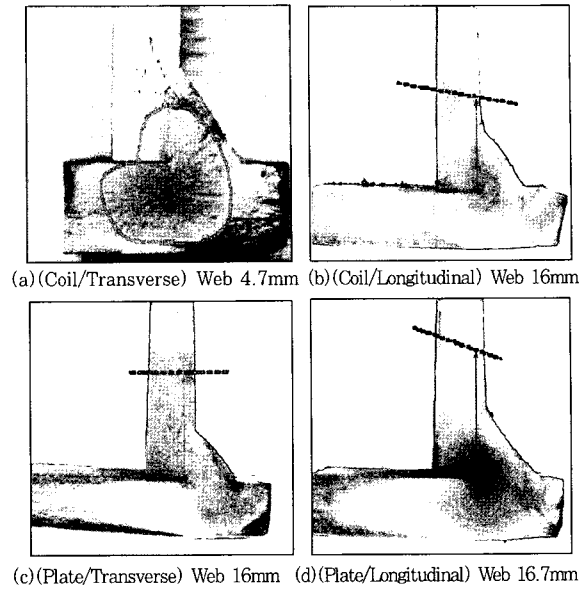 (a)(Coil/Transverse) Web 4.7mm
(b)(Coil/Longitudinal) Web 16mm
(c)(Plate/Transverse) Web 16mm
(d)(Plate/Longitudinal) Web 16.7mm